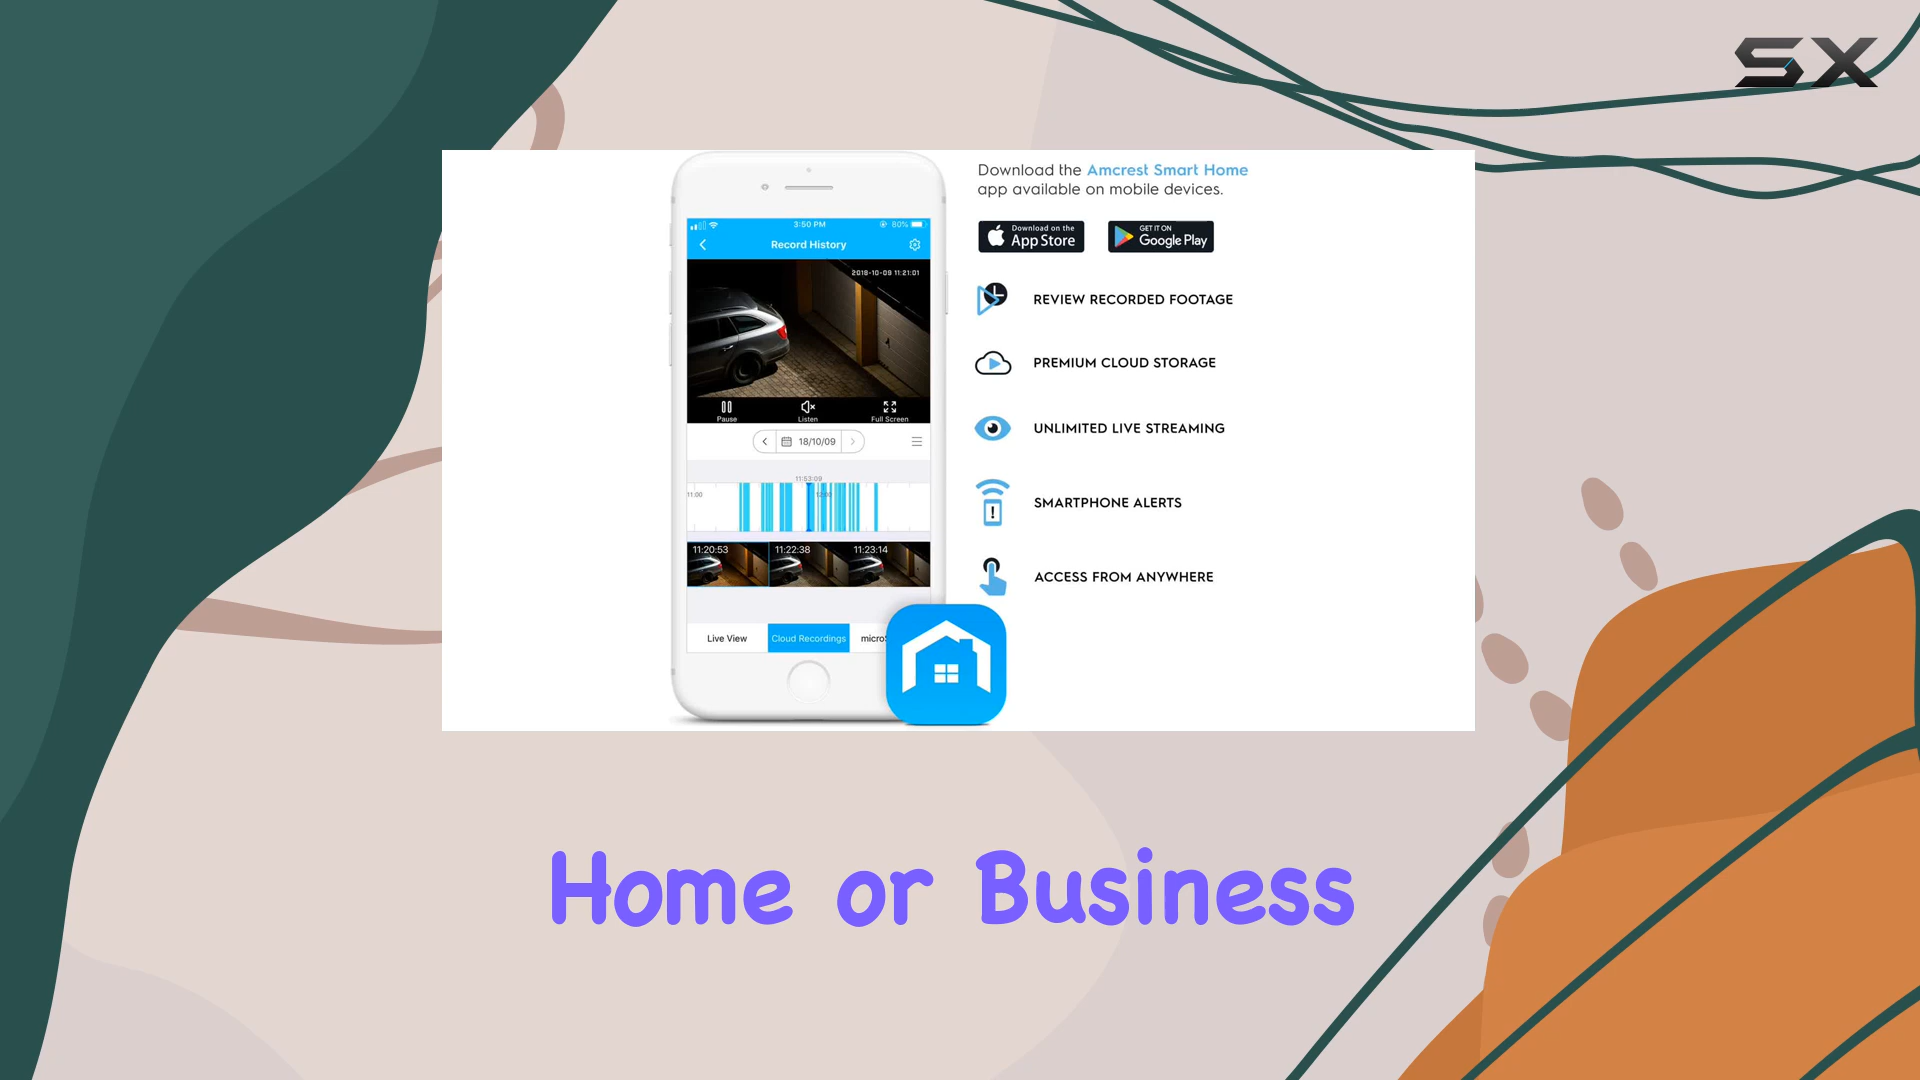 SX
Download the Amcrest Smart Home
app available on mobile devices.
Download on the
App Store
GET IT ON
Google Play
3:50 PM
80%
Record History
2018-10-09 11:21:01
Pause
Listen
Full Screen
18/10/09
11:53:09
11:00
12:00
11:20:53
11:22:38
11:23:14
Live View
Cloud Recordings
micro
REVIEW RECORDED FOOTAGE
PREMIUM CLOUD STORAGE
UNLIMITED LIVE STREAMING
SMARTPHONE ALERTS
ACCESS FROM ANYWHERE
Home or Business